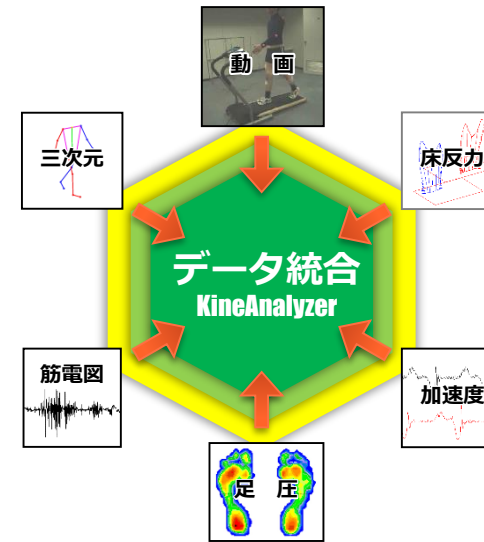 動 画
三次元
床反力
データ統合
KineAnalyzer
筋電図
加速度
足 圧